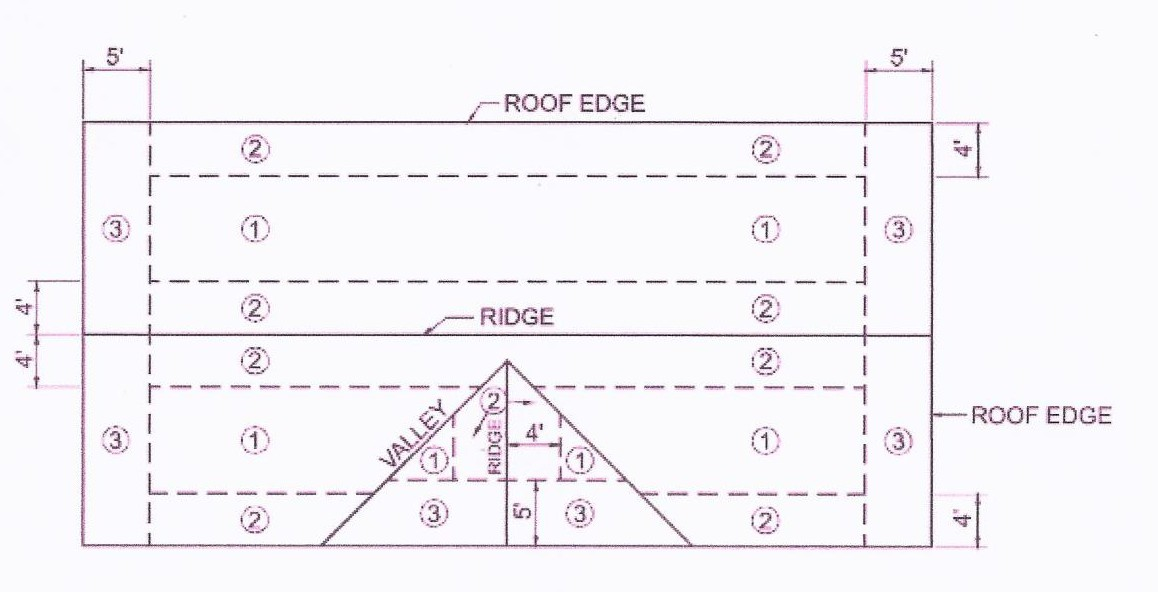 5'
5'
ROOF EDGE
② ②
4'
③ ① ① ③
4'
② ②
RIDGE
4'
② ②
②
ROOF EDGE
VALLEY
③ ① ① ③
4'
RIDGE
① ①
② ③ 5' ③ ②
4'